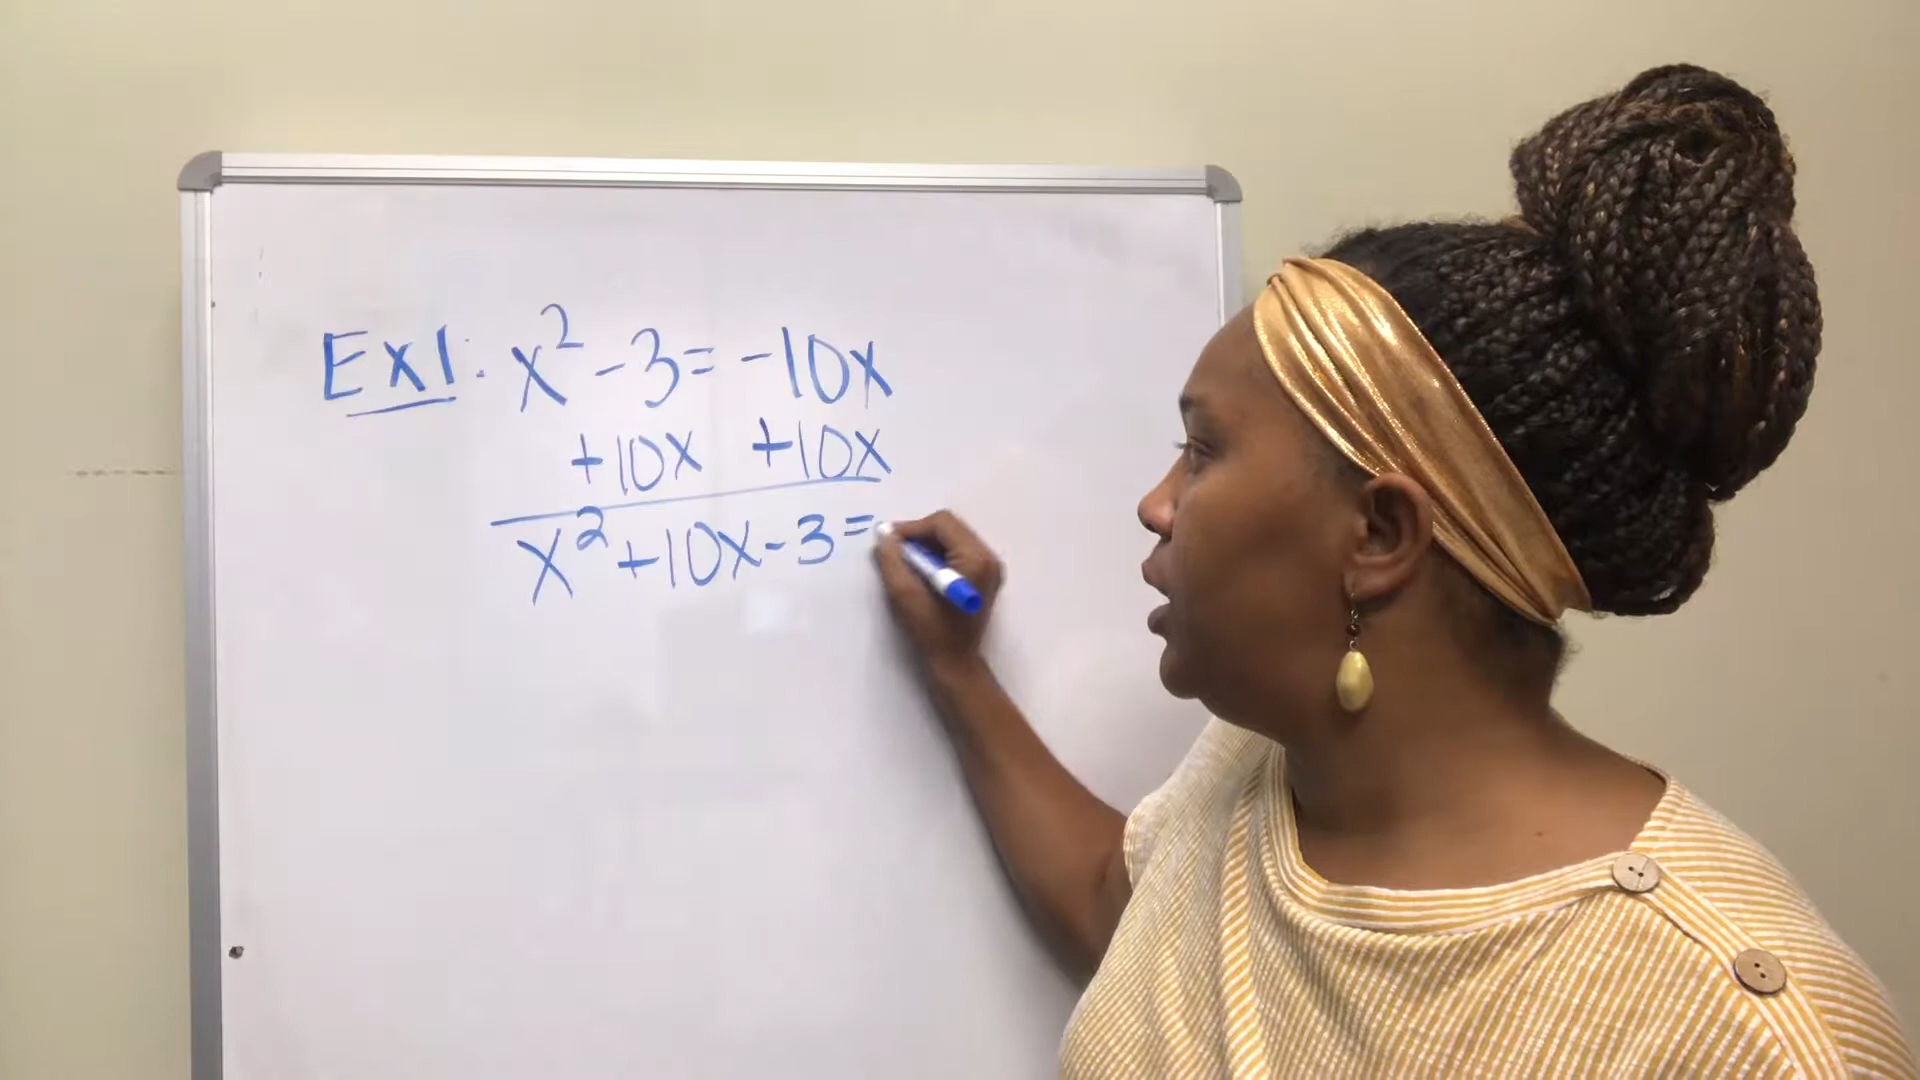 Ex1: x² - 3 = -10x
+10x +10x
x² + 10x - 3 =